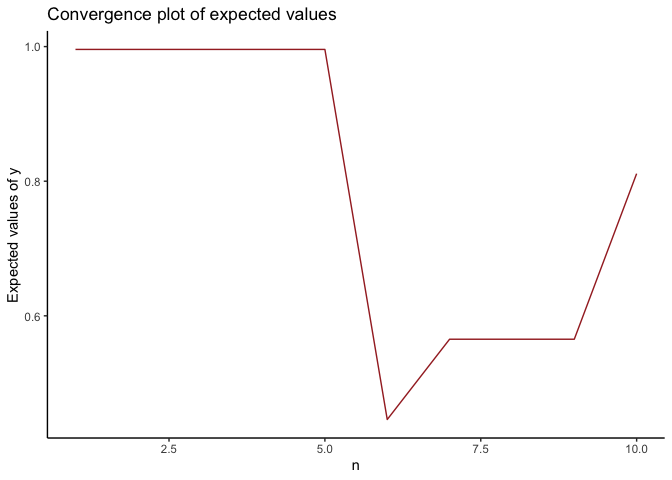 Convergence plot of expected values
1.0
0.8
0.6
Expected values of y
2.5
5.0
7.5
10.0
n